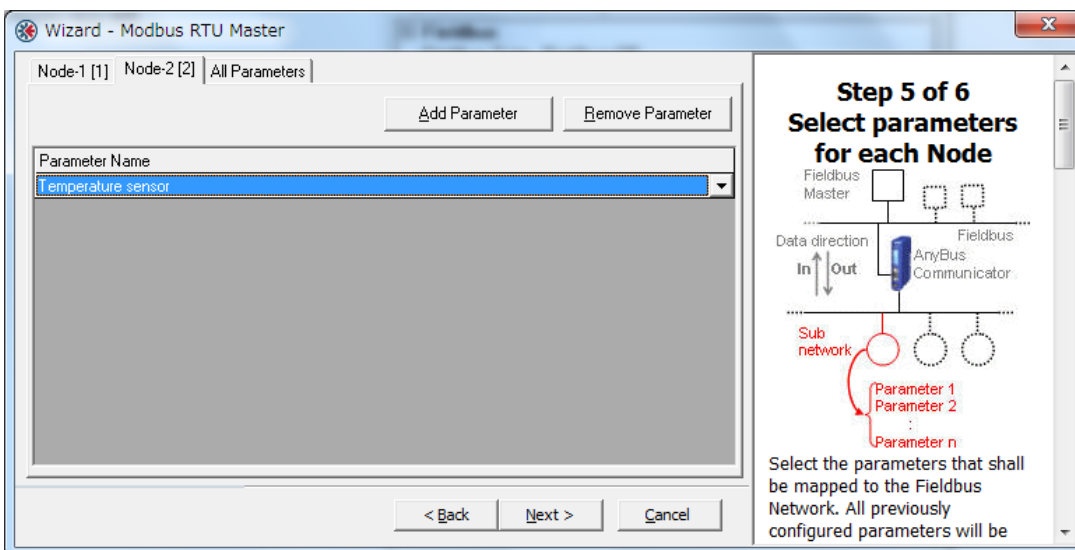 Wizard - Modbus RTU Master
Node-1 [1] Node-2 [2] All Parameters
Add Parameter Remove Parameter
Parameter Name
Temperature sensor
< Back Next > Cancel
Step 5 of 6
Select parameters
for each Node
Fieldbus
Master
Fieldbus
Data direction
In Out
AnyBus
Communicator
Sub
network
Parameter 1
Parameter 2
:
Parameter n
Select the parameters that shall
be mapped to the Fieldbus
Network. All previously
configured parameters will be